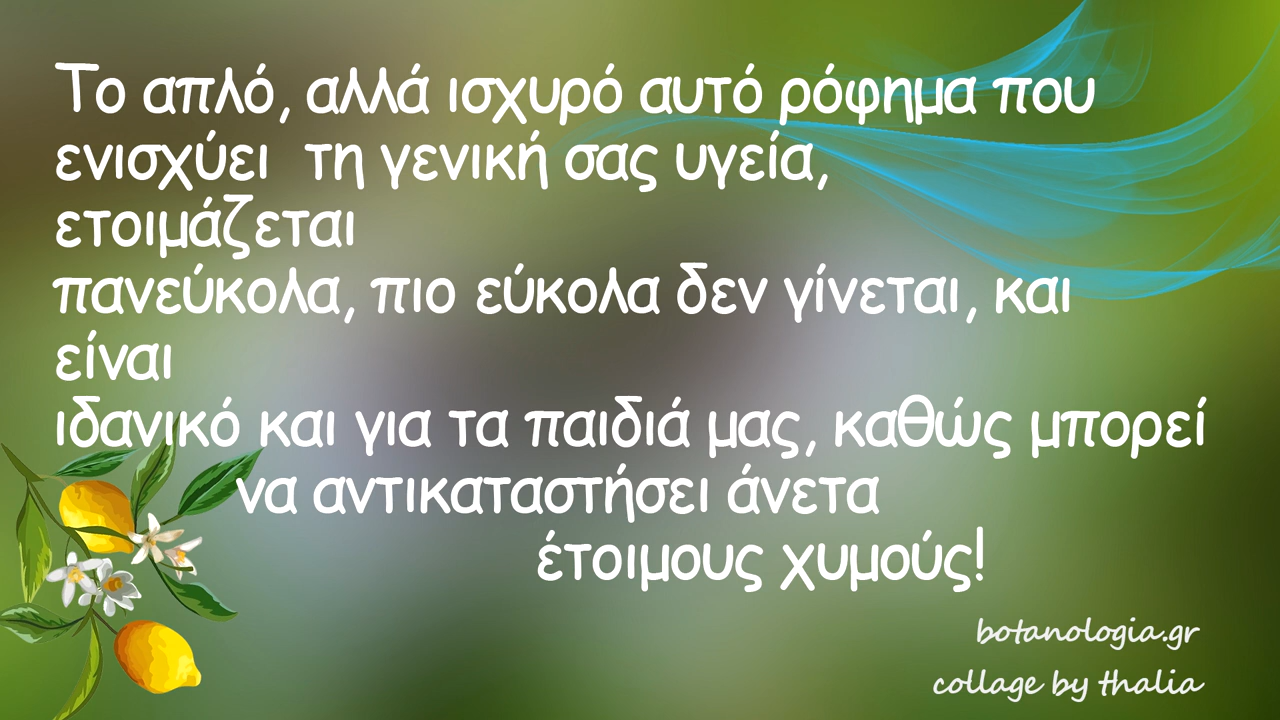 Το απλό, αλλά ισχυρό αυτό ρόφημα που
ενισχύει τη γενική σας υγεία,
ετοιμάζεται
πανεύκολα, πιο εύκολα δεν γίνεται, και
είναι
ιδανικό και για τα παιδιά μας, καθώς μπορεί
να αντικαταστήσει άνετα
έτοιμους χυμούς!
botanologia.gr
collage by thalia